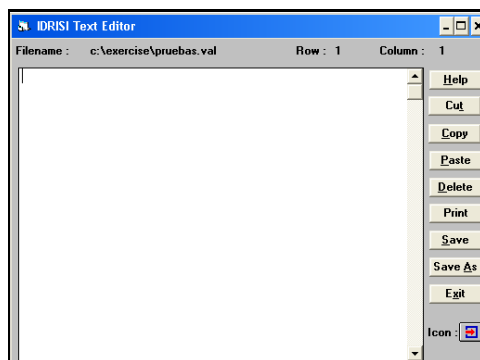 IDRISI Text Editor
Filename : c:\exercise\pruebas.val Row : 1 Column : 1
Help
Cut
Copy
Paste
Delete
Print
Save
Save As
Exit
Icon :